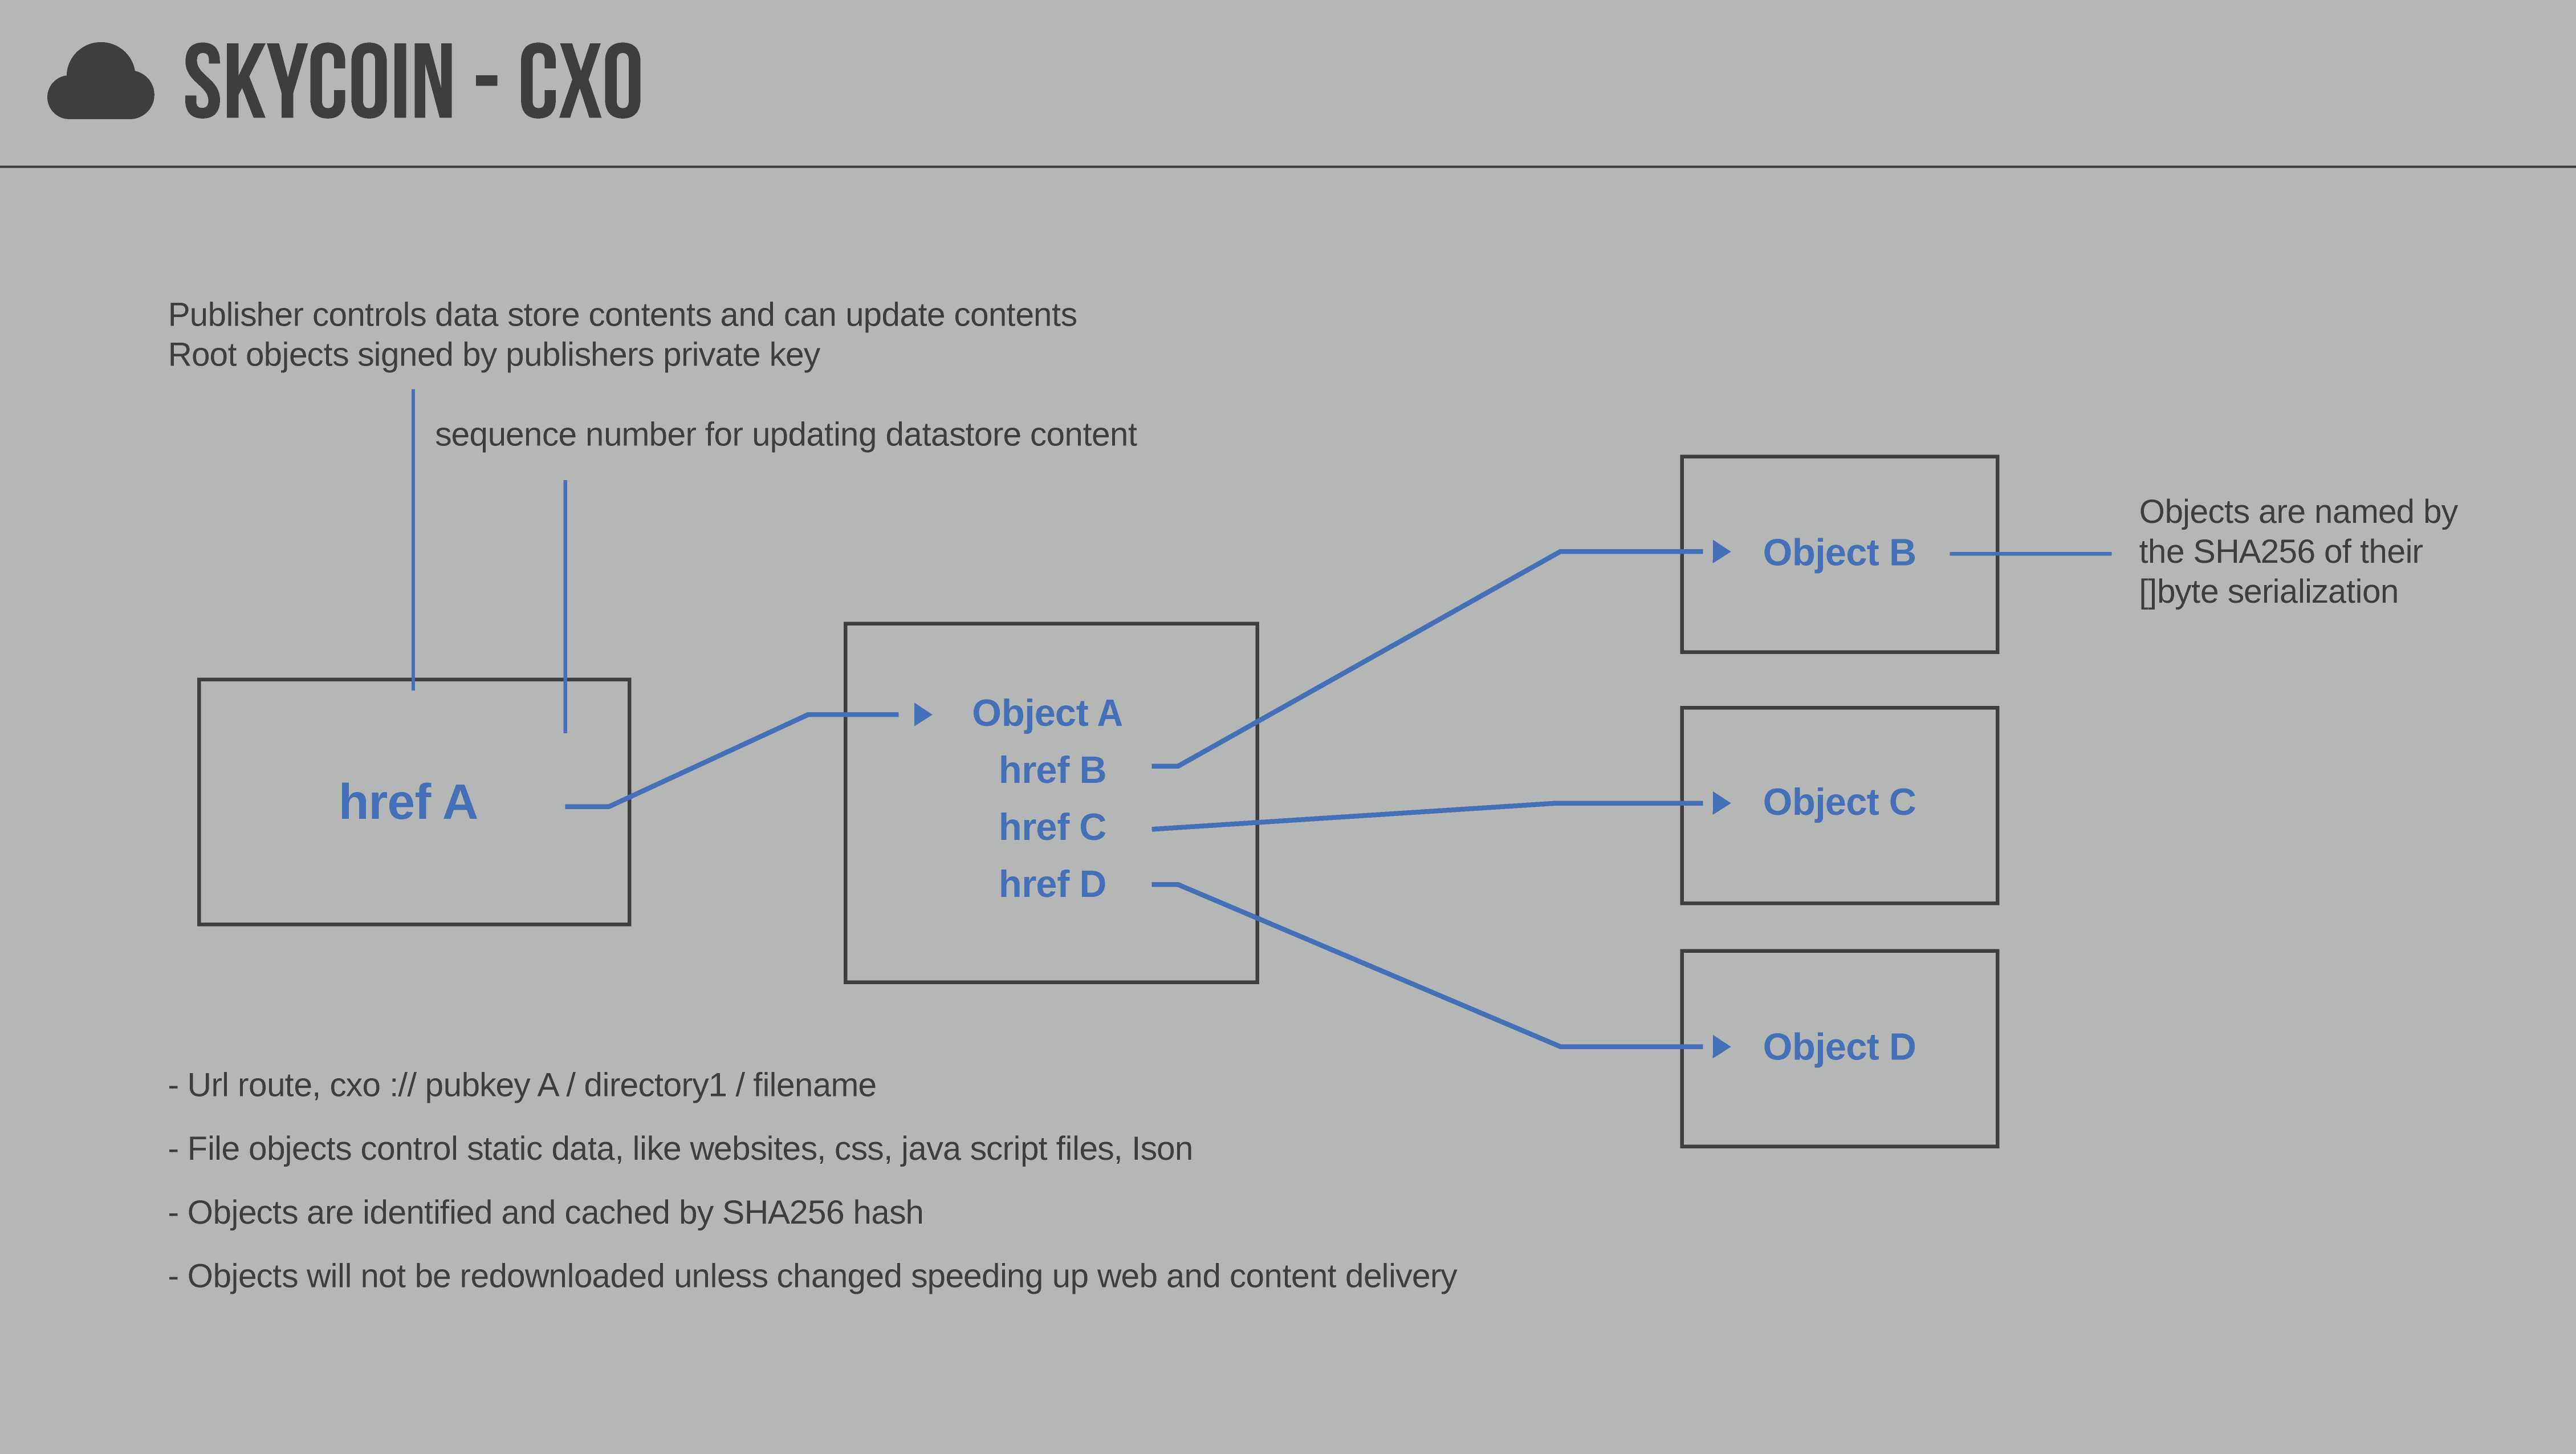 SKYCOIN - CXO
Publisher controls data store contents and can update contents
Root objects signed by publishers private key
sequence number for updating datastore content
Objects are named by
the SHA256 of their
[]byte serialization
href A
Object A
href B
href C
href D
Object B
Object C
Object D
- Url route, cxo :// pubkey A / directory1 / filename
- File objects control static data, like websites, css, java script files, Ison
- Objects are identified and cached by SHA256 hash
- Objects will not be redownloaded unless changed speeding up web and content delivery